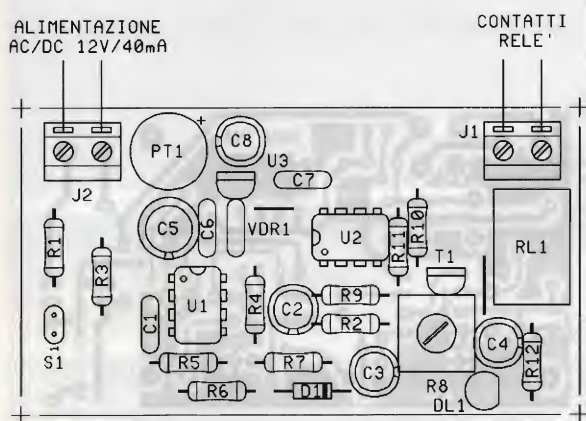 ALIMENTAZIONE
AC/DC 12V/40mA
CONTATTI
RELE'
J2
PT1
+
C8
U3
C7
J1
R1
R3
C5
C6
VDR1
U2
R11
R10
T1
RL1
S1
C1
U1
R4
C2
R9
R2
R5
R7
R6
D1
C3
R8
DL1
C4
R12